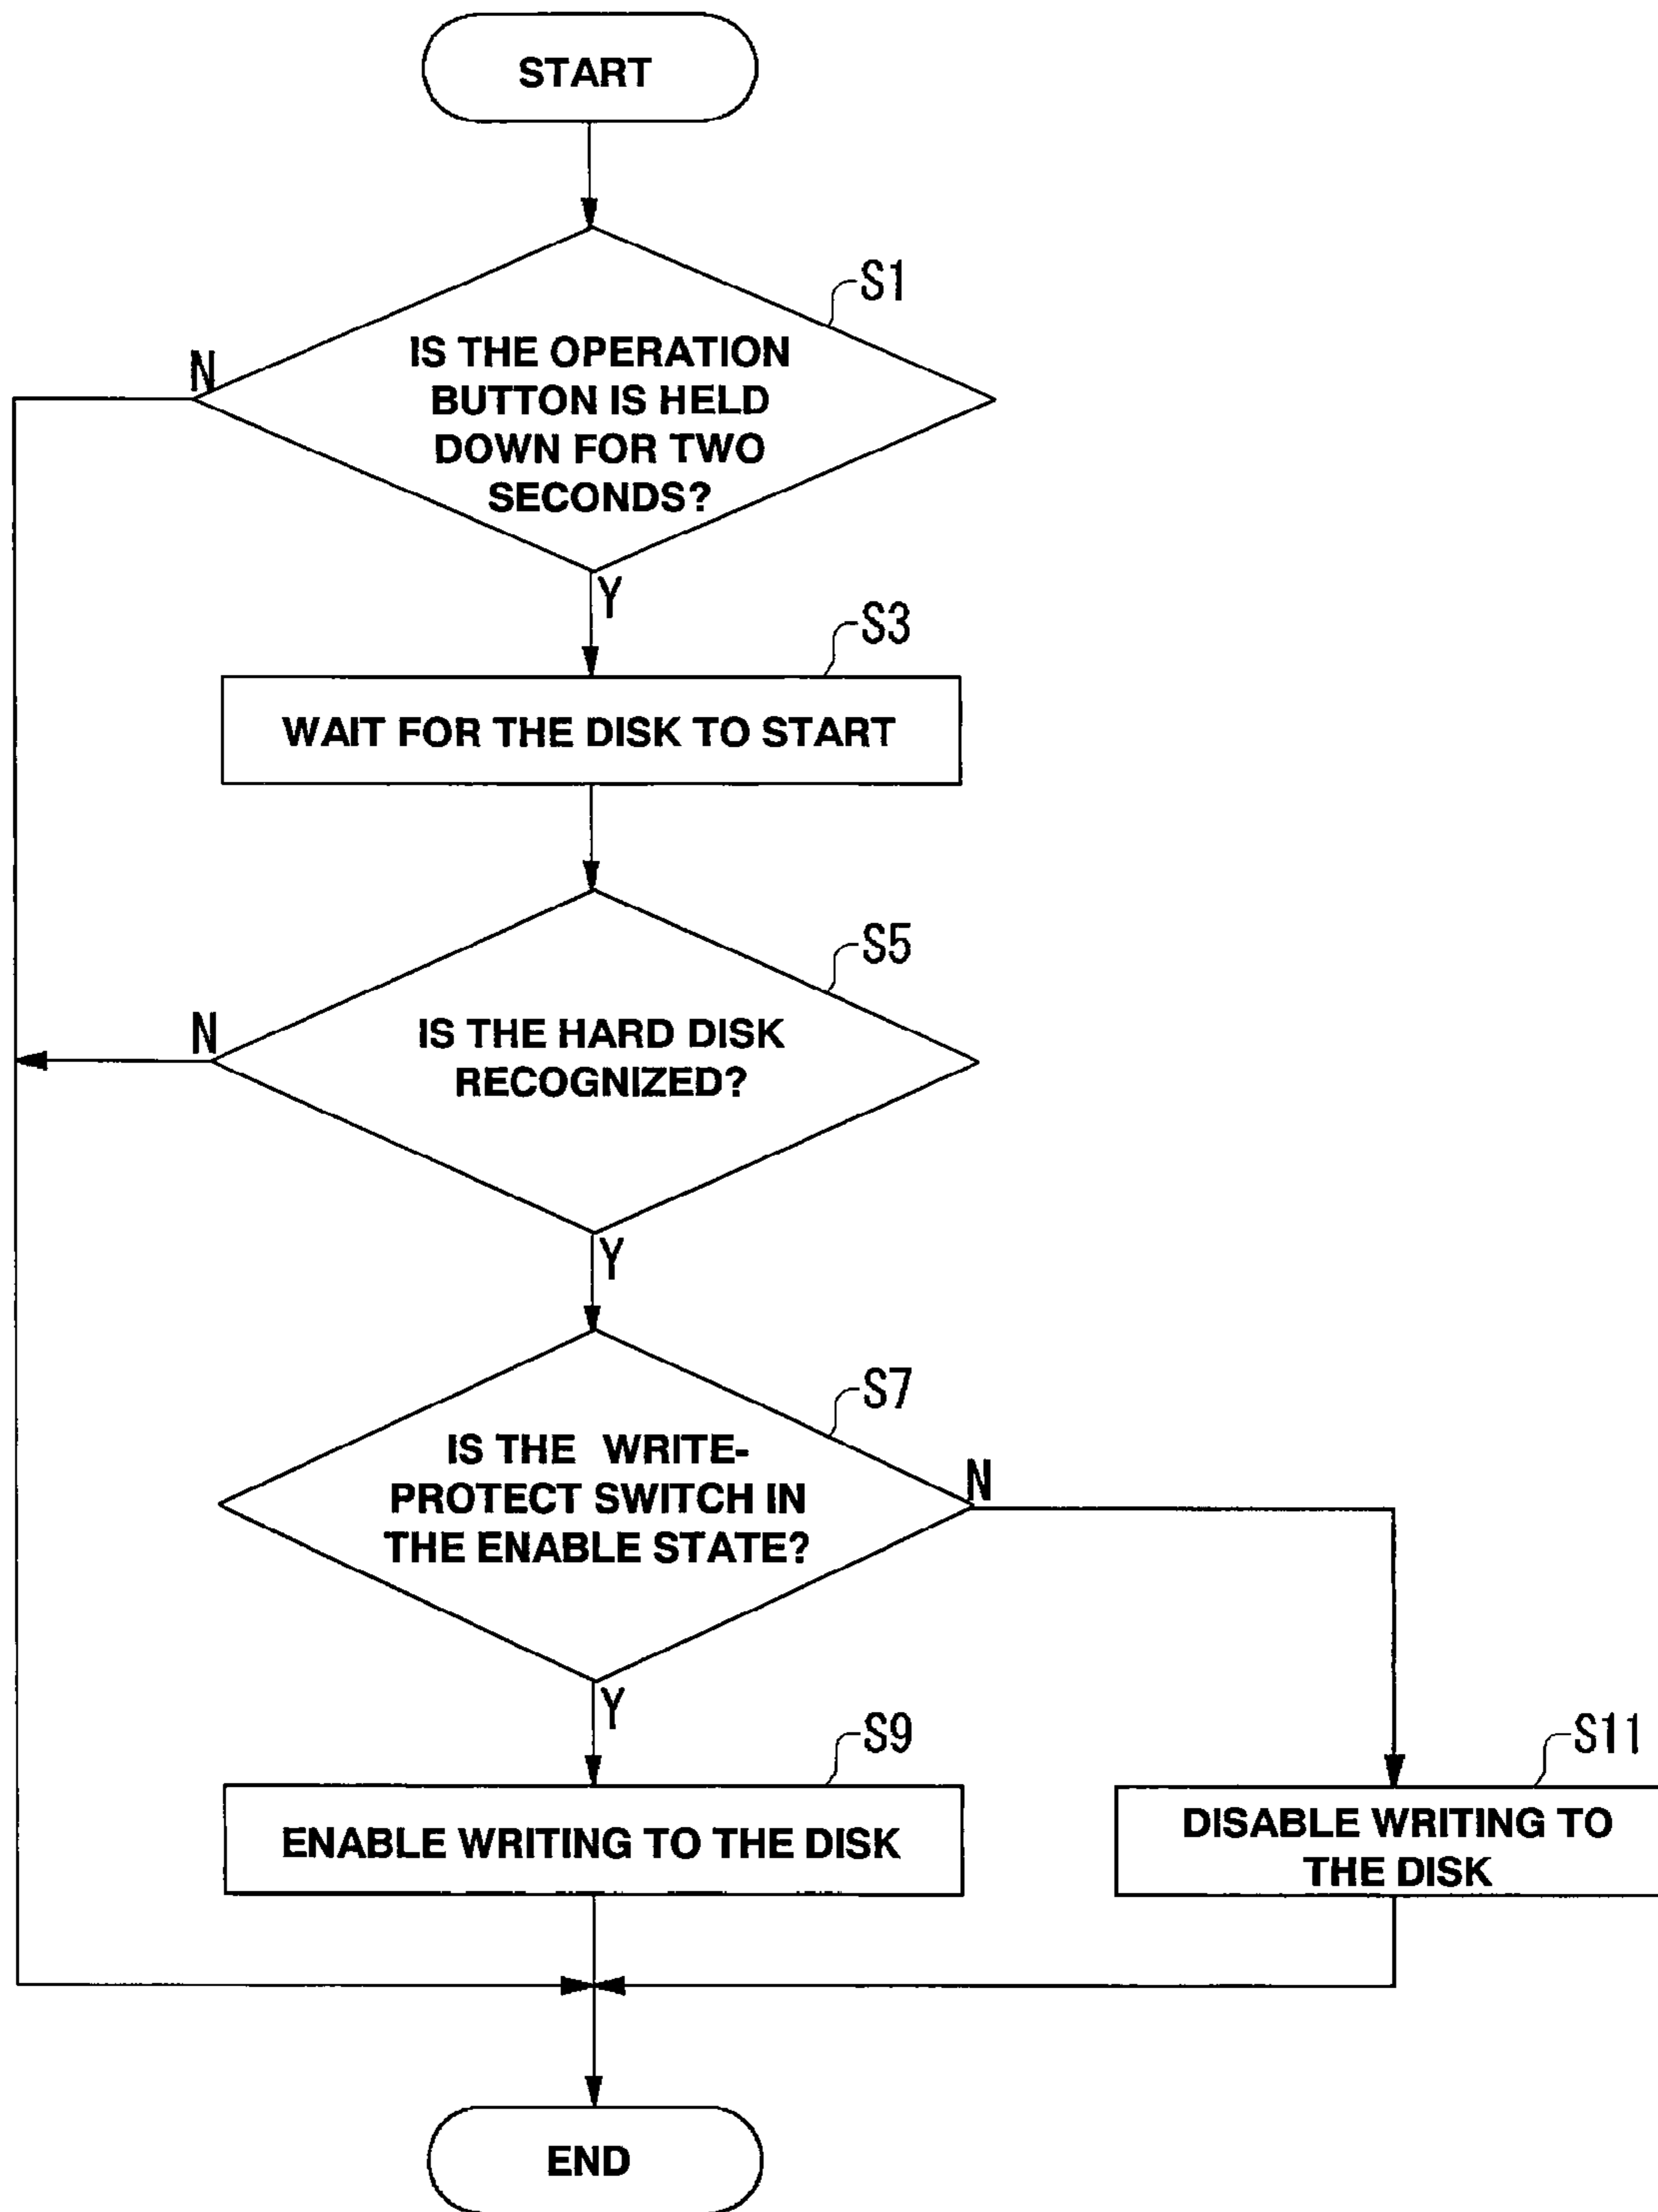 START
S1
IS THE OPERATION
BUTTON IS HELD
DOWN FOR TWO
SECONDS?
N
Y
S3
WAIT FOR THE DISK TO START
S5
IS THE HARD DISK
RECOGNIZED?
N
Y
S7
IS THE WRITE-
PROTECT SWITCH IN
THE ENABLE STATE?
N
Y
S9
ENABLE WRITING TO THE DISK
S11
DISABLE WRITING TO
THE DISK
END